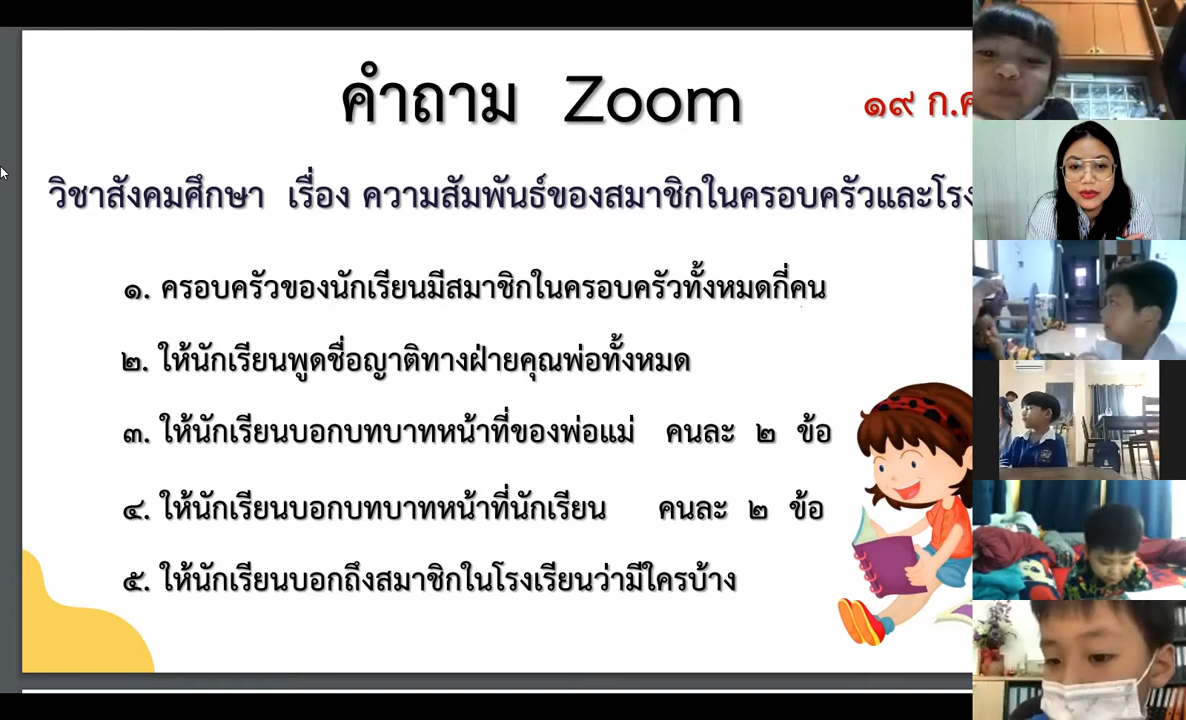 คำถาม Zoom
๑๙ ก.ค
วิชาสังคมศึกษา เรื่อง ความสัมพันธ์ของสมาชิกในครอบครัวและโรง
๑. ครอบครัวของนักเรียนมีสมาชิกในครอบครัวทั้งหมดกี่คน
๒. ให้นักเรียนพูดชื่อญาติทางฝ่ายคุณพ่อทั้งหมด
๓. ให้นักเรียนบอกบทบาทหน้าที่ของพ่อแม่ คนละ ๒ ข้อ
๔. ให้นักเรียนบอกบทบาทหน้าที่นักเรียน คนละ ๒ ข้อ
๕. ให้นักเรียนบอกถึงสมาชิกในโรงเรียนว่ามีใครบ้าง